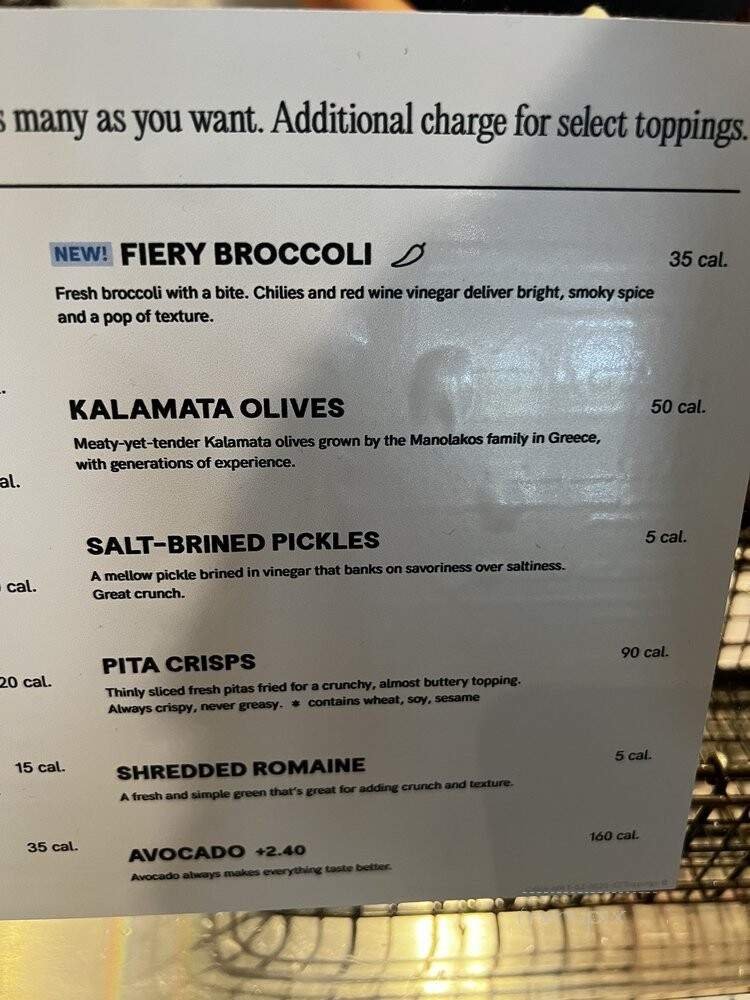 s many as you want. Additional charge for select toppings.
NEW! FIERY BROCCOLI 35 cal.
Fresh broccoli with a bite. Chilies and red wine vinegar deliver bright, smoky spice
and a pop of texture.
KALAMATA OLIVES 50 cal.
Meaty-yet-tender Kalamata olives grown by the Manolakos family in Greece,
with generations of experience.
al.
SALT-BRINED PICKLES 5 cal.
A mellow pickle brined in vinegar that banks on savoriness over saltiness.
Great crunch.
cal.
PITA CRISPS 90 cal.
Thinly sliced fresh pitas fried for a crunchy, almost buttery topping.
Always crispy, never greasy. * contains wheat, soy, sesame
20 cal.
SHREDDED ROMAINE 5 cal.
A fresh and simple green that's great for adding crunch and texture.
15 cal.
AVOCADO +2.40 160 cal.
Avocado always makes everything taste better.
35 cal.